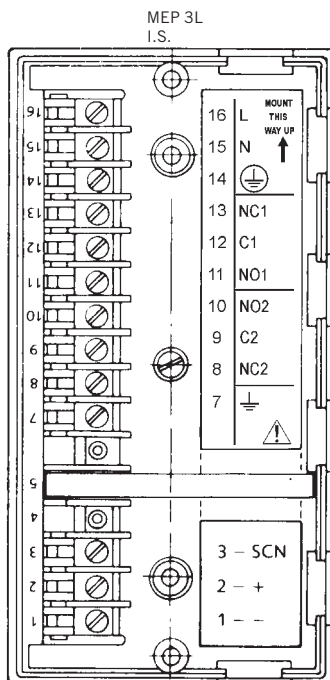 MEP 3L
I.S.
16
15
14
13
12
11
10
9
8
7
5
4
3
2
1
16 L
15 N
14
13 NC1
12 C1
11 NO1
10 NO2
9 C2
8 NC2
7
MOUNT
THIS
WAY UP
3 – SCN
2 – +
1 – –